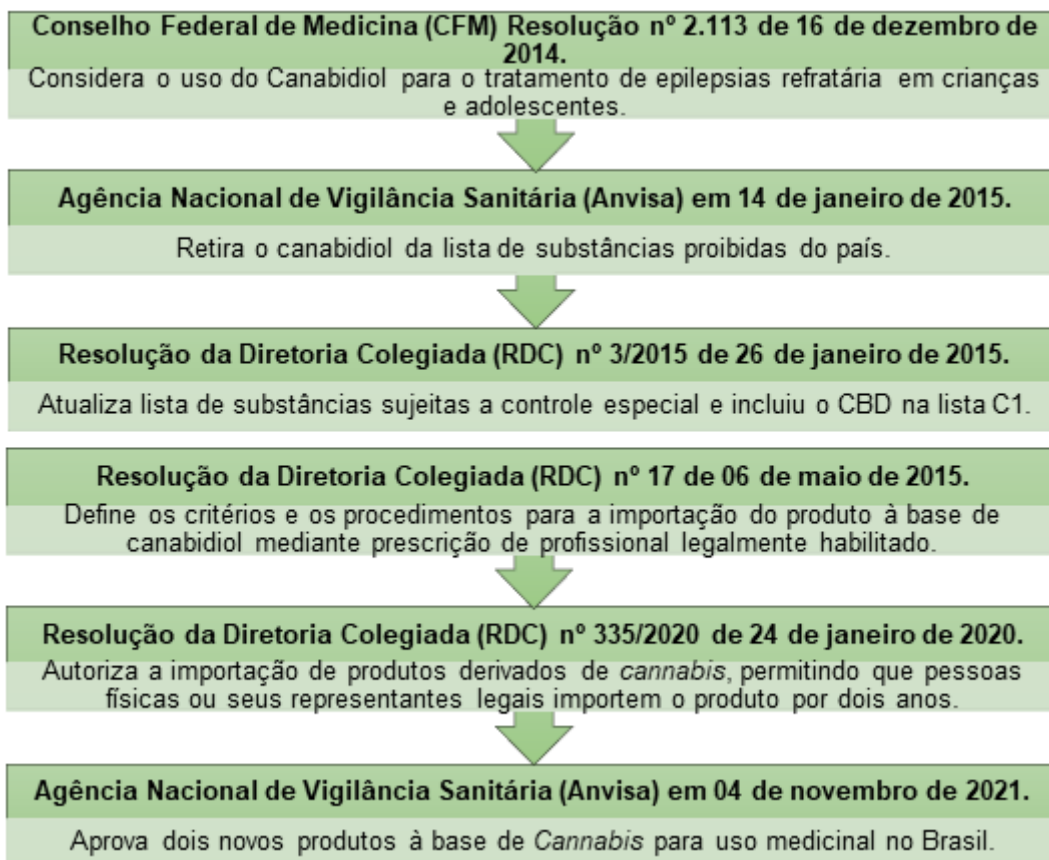 Conselho Federal de Medicina (CFM) Resolução nº 2.113 de 16 de dezembro de
2014.
Considera o uso do Canabidiol para o tratamento de epilepsias refratária em crianças
e adolescentes.
Agência Nacional de Vigilância Sanitária (Anvisa) em 14 de janeiro de 2015.
Retira o canabidiol da lista de substâncias proibidas do país.
Resolução da Diretoria Colegiada (RDC) nº 3/2015 de 26 de janeiro de 2015.
Atualiza lista de substâncias sujeitas a controle especial e incluiu o CBD na lista C1.
Resolução da Diretoria Colegiada (RDC) nº 17 de 06 de maio de 2015.
Define os critérios e os procedimentos para a importação do produto à base de
canabidiol mediante prescrição de profissional legalmente habilitado.
Resolução da Diretoria Colegiada (RDC) nº 335/2020 de 24 de janeiro de 2020.
Autoriza a importação de produtos derivados de cannabis, permitindo que pessoas
físicas ou seus representantes legais importem o produto por dois anos.
Agência Nacional de Vigilância Sanitária (Anvisa) em 04 de novembro de 2021.
Aprova dois novos produtos à base de Cannabis para uso medicinal no Brasil.